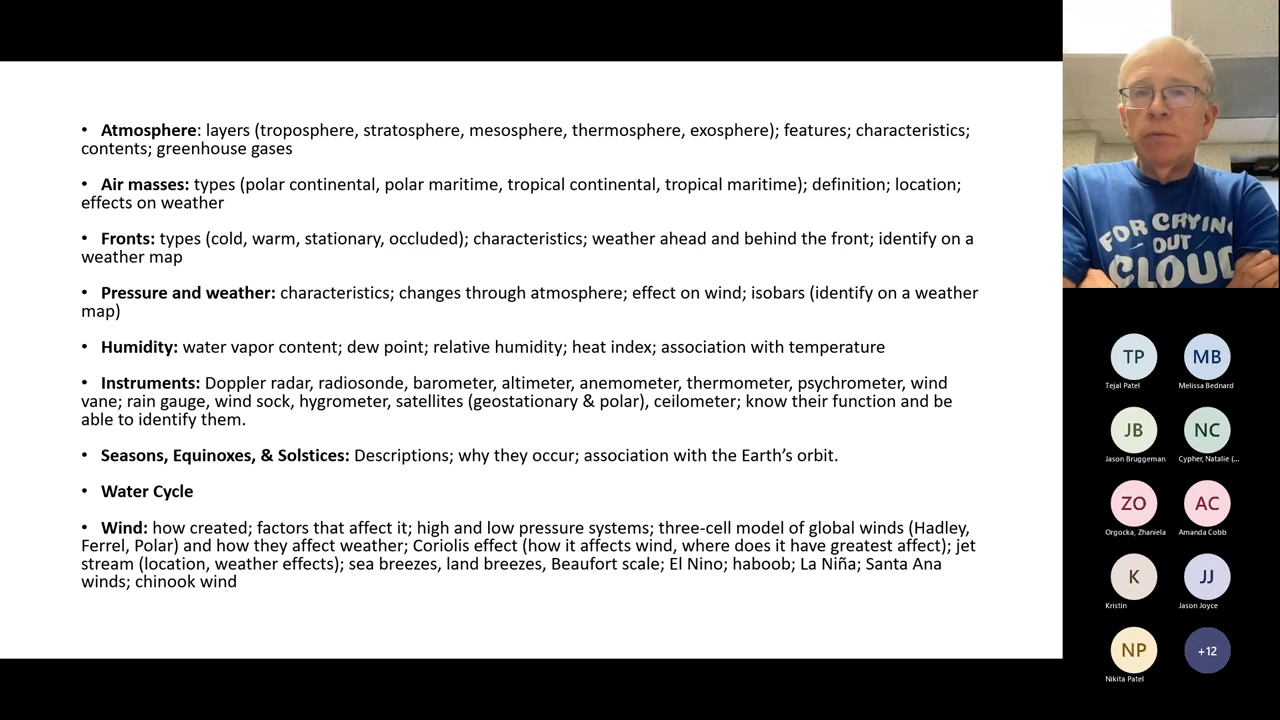 • Atmosphere: layers (troposphere, stratosphere, mesosphere, thermosphere, exosphere); features; characteristics;
contents; greenhouse gases
• Air masses: types (polar continental, polar maritime, tropical continental, tropical maritime); definition; location;
effects on weather
• Fronts: types (cold, warm, stationary, occluded); characteristics; weather ahead and behind the front; identify on a
weather map
• Pressure and weather: characteristics; changes through atmosphere; effect on wind; isobars (identify on a weather
map)
• Humidity: water vapor content; dew point; relative humidity; heat index; association with temperature
• Instruments: Doppler radar, radiosonde, barometer, altimeter, anemometer, thermometer, psychrometer, wind
vane; rain gauge, wind sock, hygrometer, satellites (geostationary & polar), ceilometer; know their function and be
able to identify them.
• Seasons, Equinoxes, & Solstices: Descriptions; why they occur; association with the Earth’s orbit.
• Water Cycle
• Wind: how created; factors that affect it; high and low pressure systems; three-cell model of global winds (Hadley,
Ferrel, Polar) and how they affect weather; Coriolis effect (how it affects wind, where does it have greatest affect); jet
stream (location, weather effects); sea breezes, land breezes, Beaufort scale; El Nino; haboob; La Niña; Santa Ana
winds; chinook wind
FOR CRYING
OUT
CLOUD
TP
MB
Tejal Patel
Melissa Bednard
JB
NC
Jason Bruggeman
Cypher, Natalie (...
ZO
AC
Orgocka, Zhaniela
Amanda Cobb
K
JJ
Kristin
Jason Joyce
NP
+12
Nikita Patel